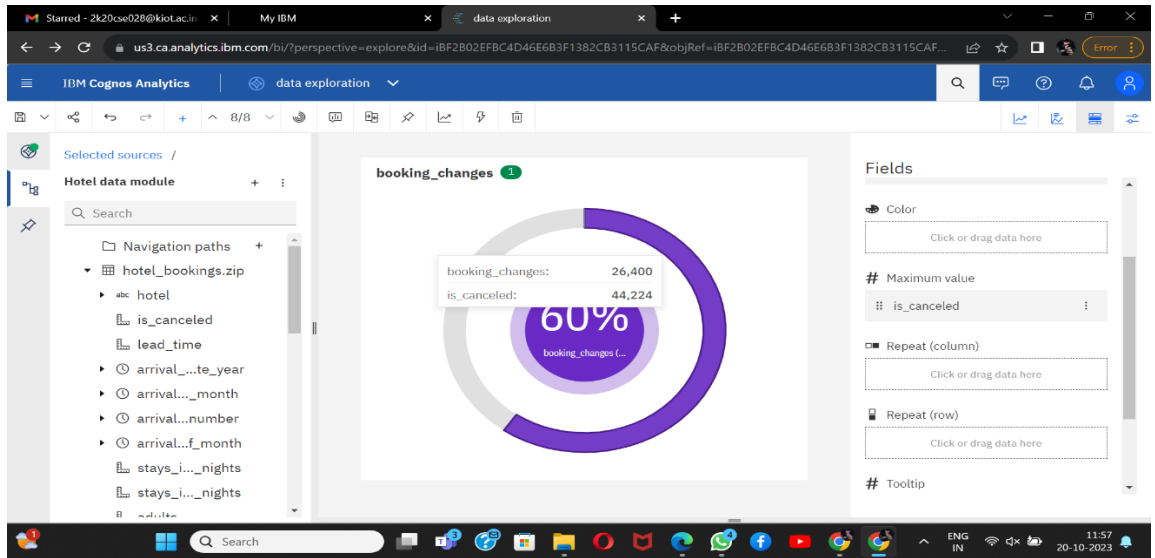 Starred - 2k20cse028@kiot.ac.in
My IBM
data exploration
us3.ca.analytics.ibm.com/bi/?perspective=explore&id=iBF2B02EFBC4D46E6B3F1382CB3115CAF&objRef=iBF2B02EFBC4D46E6B3F1382CB3115CAF...
Error
IBM Cognos Analytics
data exploration
8/8
Selected sources /
Hotel data module
Search
Navigation paths
hotel_bookings.zip
abc hotel
is_canceled
lead_time
arrival_...te_year
arrival..._month
arrival...number
arrival...f_month
stays_i..._nights
stays_i..._nights
adults
booking_changes 1
booking_changes: 26,400
is_canceled: 44,224
60%
booking_changes (...
Fields
Color
Click or drag data here
# Maximum value
is_canceled
Repeat (column)
Click or drag data here
Repeat (row)
Click or drag data here
# Tooltip
1
Search
ENG
IN
11:57
20-10-2023